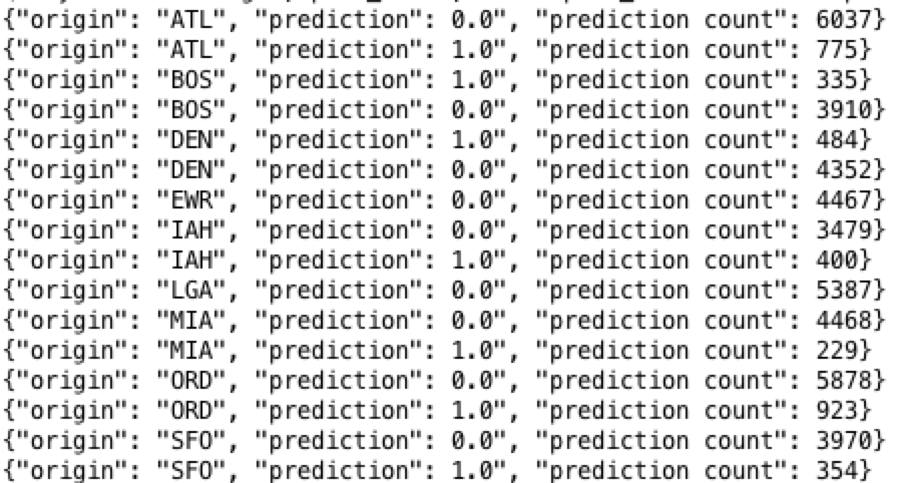 {"origin": "ATL", "prediction": 0.0", "prediction count": 6037}
{"origin": "ATL", "prediction": 1.0", "prediction count": 775}
{"origin": "BOS", "prediction": 1.0", "prediction count": 335}
{"origin": "BOS", "prediction": 0.0", "prediction count": 3910}
{"origin": "DEN", "prediction": 1.0", "prediction count": 484}
{"origin": "DEN", "prediction": 0.0", "prediction count": 4352}
{"origin": "EWR", "prediction": 0.0", "prediction count": 4467}
{"origin": "IAH", "prediction": 0.0", "prediction count": 3479}
{"origin": "IAH", "prediction": 1.0", "prediction count": 400}
{"origin": "LGA", "prediction": 0.0", "prediction count": 5387}
{"origin": "MIA", "prediction": 0.0", "prediction count": 4468}
{"origin": "MIA", "prediction": 1.0", "prediction count": 229}
{"origin": "ORD", "prediction": 0.0", "prediction count": 5878}
{"origin": "ORD", "prediction": 1.0", "prediction count": 923}
{"origin": "SFO", "prediction": 0.0", "prediction count": 3970}
{"origin": "SFO", "prediction": 1.0", "prediction count": 354}